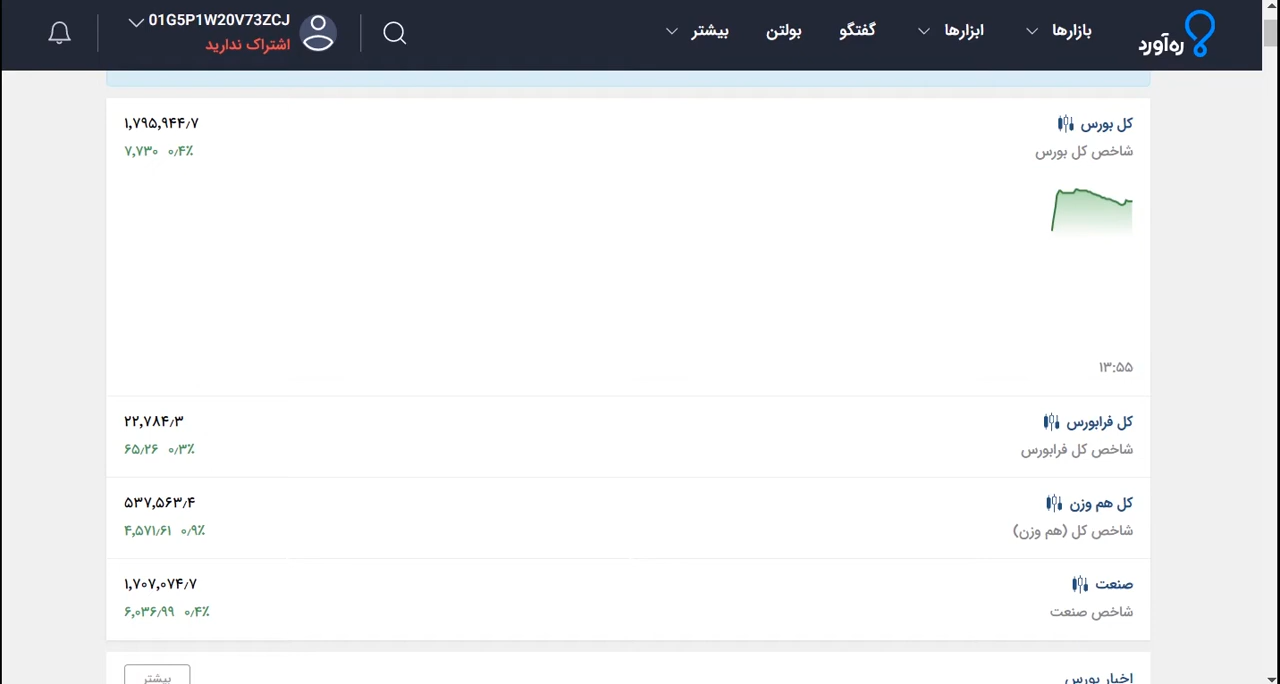 ره‌آورد
بازارها
ابزارها
گفتگو
بولتن
بیشتر
01G5P1W20V73ZCJ
اشتراک ندارید
کل بورس
۱,۷۹۵,۹۴۴٫۷
شاخص کل بورس
۷,۷۳۰ ۰٫۴٪
۱۳:۵۵
کل فرابورس
۲۲,۷۸۴٫۳
شاخص کل فرابورس
۶۵٫۲۶ ۰٫۳٪
کل هم وزن
۵۳۷,۵۶۳٫۴
شاخص کل (هم وزن)
۴,۵۷۱٫۶۱ ۰٫۹٪
صنعت
۱,۷۰۷,۰۷۴٫۷
شاخص صنعت
۶,۰۳۶٫۹۹ ۰٫۴٪
اخبار بورس
بیشتر